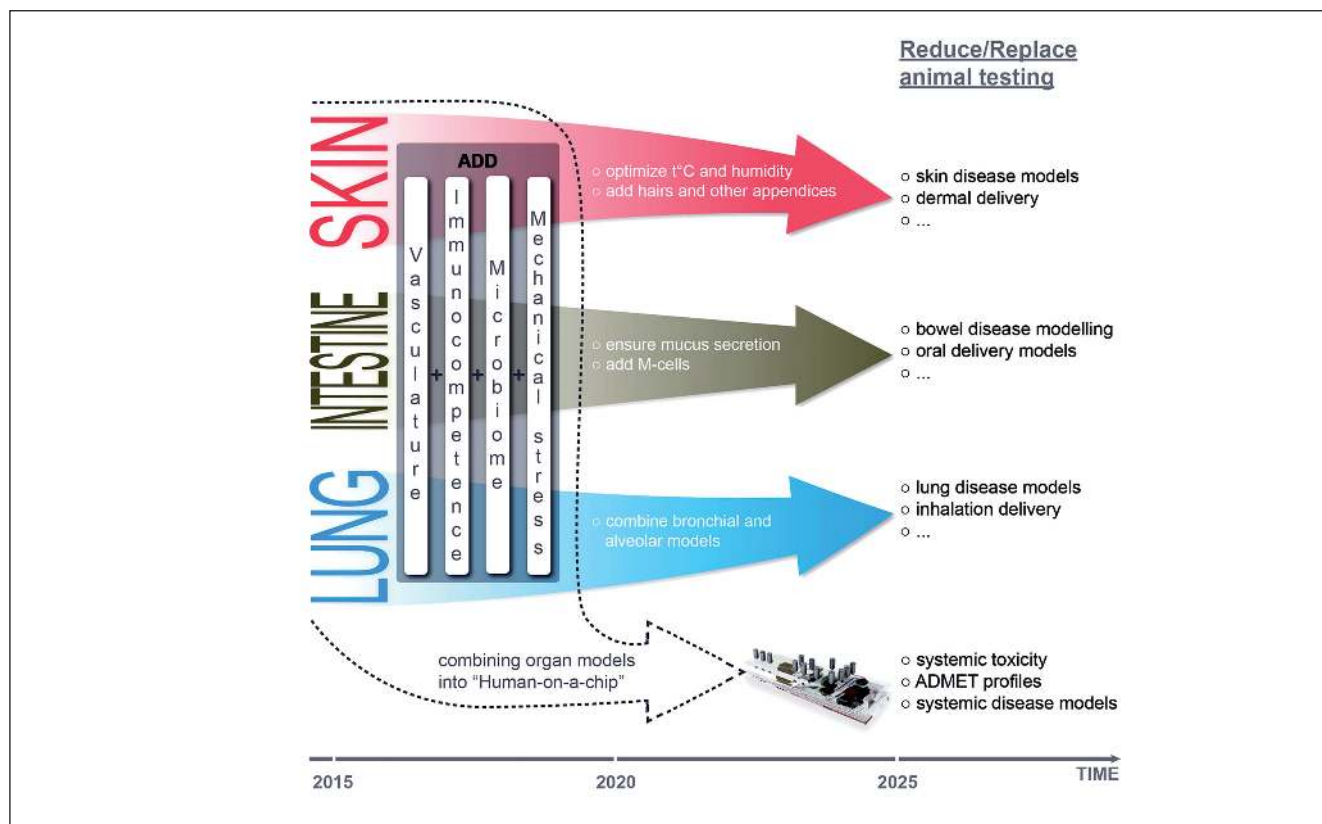 Reduce/Replace
animal testing
SKIN
ADD
○ optimize t°C and humidity
○ add hairs and other appendices
○ skin disease models
○ dermal delivery
○ ...
Vasculature
+
Immunocompetence
+
Microbiome
+
Mechanical stress
INTESTINE
○ ensure mucus secretion
○ add M-cells
○ bowel disease modelling
○ oral delivery models
○ ...
LUNG
○ combine bronchial and
alveolar models
○ lung disease models
○ inhalation delivery
○ ...
combining organ models
into “Human-on-a-chip”
○ systemic toxicity
○ ADMET profiles
○ systemic disease models
2015
2020
2025
TIME